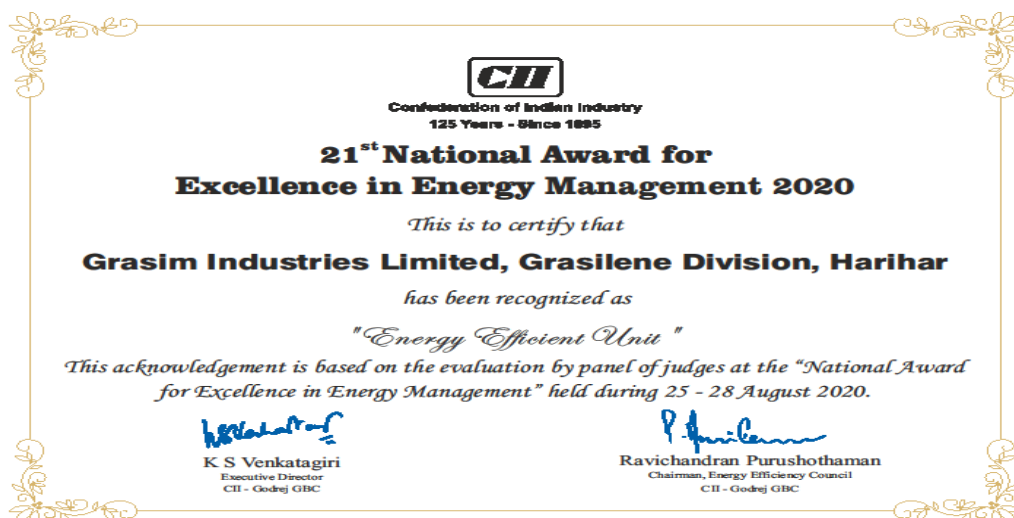 CII
Confederation of Indian Industry
125 Years - Since 1895
21st National Award for
Excellence in Energy Management 2020
This is to certify that
Grasim Industries Limited, Grasilene Division, Harihar
has been recognized as
"Energy Efficient Unit "
This acknowledgement is based on the evaluation by panel of judges at the “National Award
for Excellence in Energy Management” held during 25 - 28 August 2020.
K S Venkatagiri
Executive Director
CII - Godrej GBC
Ravichandran Purushothaman
Chairman, Energy Efficiency Council
CII - Godrej GBC